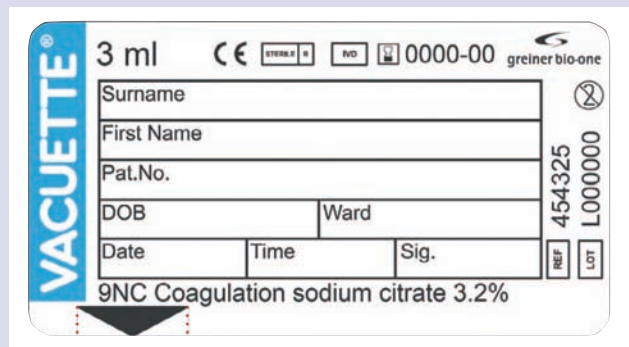 VACUETTE®
3 ml CE STERILE R IVD 0000-00 greiner bio-one
2
Surname
First Name
Pat.No.
DOB Ward
Date Time Sig.
REF 454325
LOT L000000
9NC Coagulation sodium citrate 3.2%